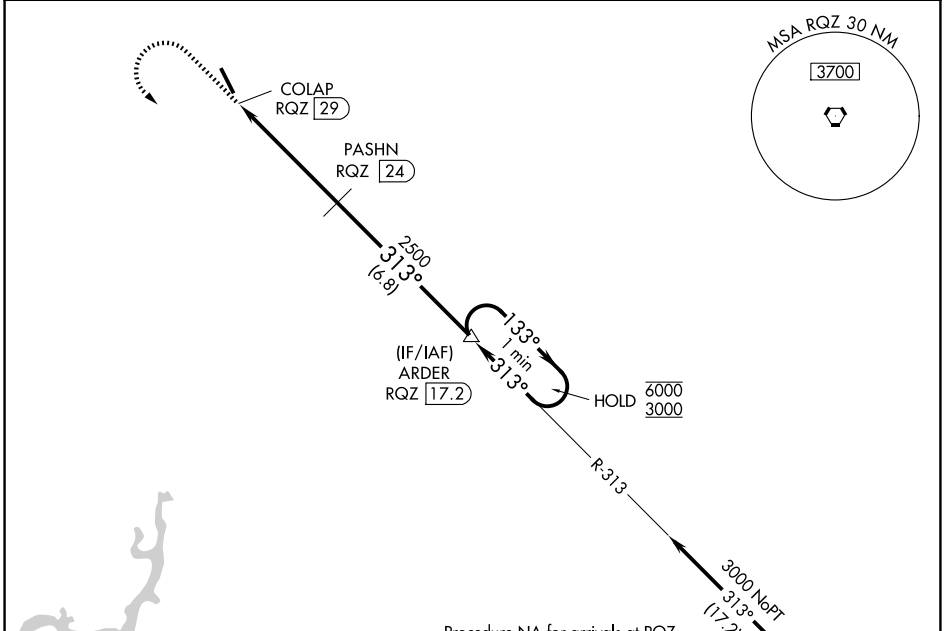 MSA RQZ 30 NM
3700
COLAP
RQZ 29
PASHN
RQZ 24
2500
313°
(6.8)
(IF/IAF)
ARDER
RQZ 17.2
133°
1 min
313°
HOLD 6000
3000
R-313
3000 NoPT
313°
(17.2)
Procedure NA for arrivals at RQZ